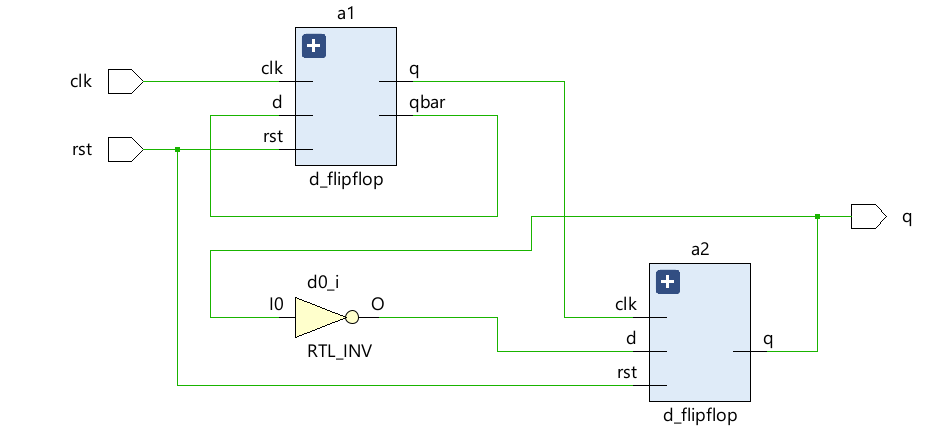 a1
clk
clk
q
d
qbar
rst
rst
d_flipflop
q
a2
d0_i
I0
O
clk
RTL_INV
d
q
rst
d_flipflop